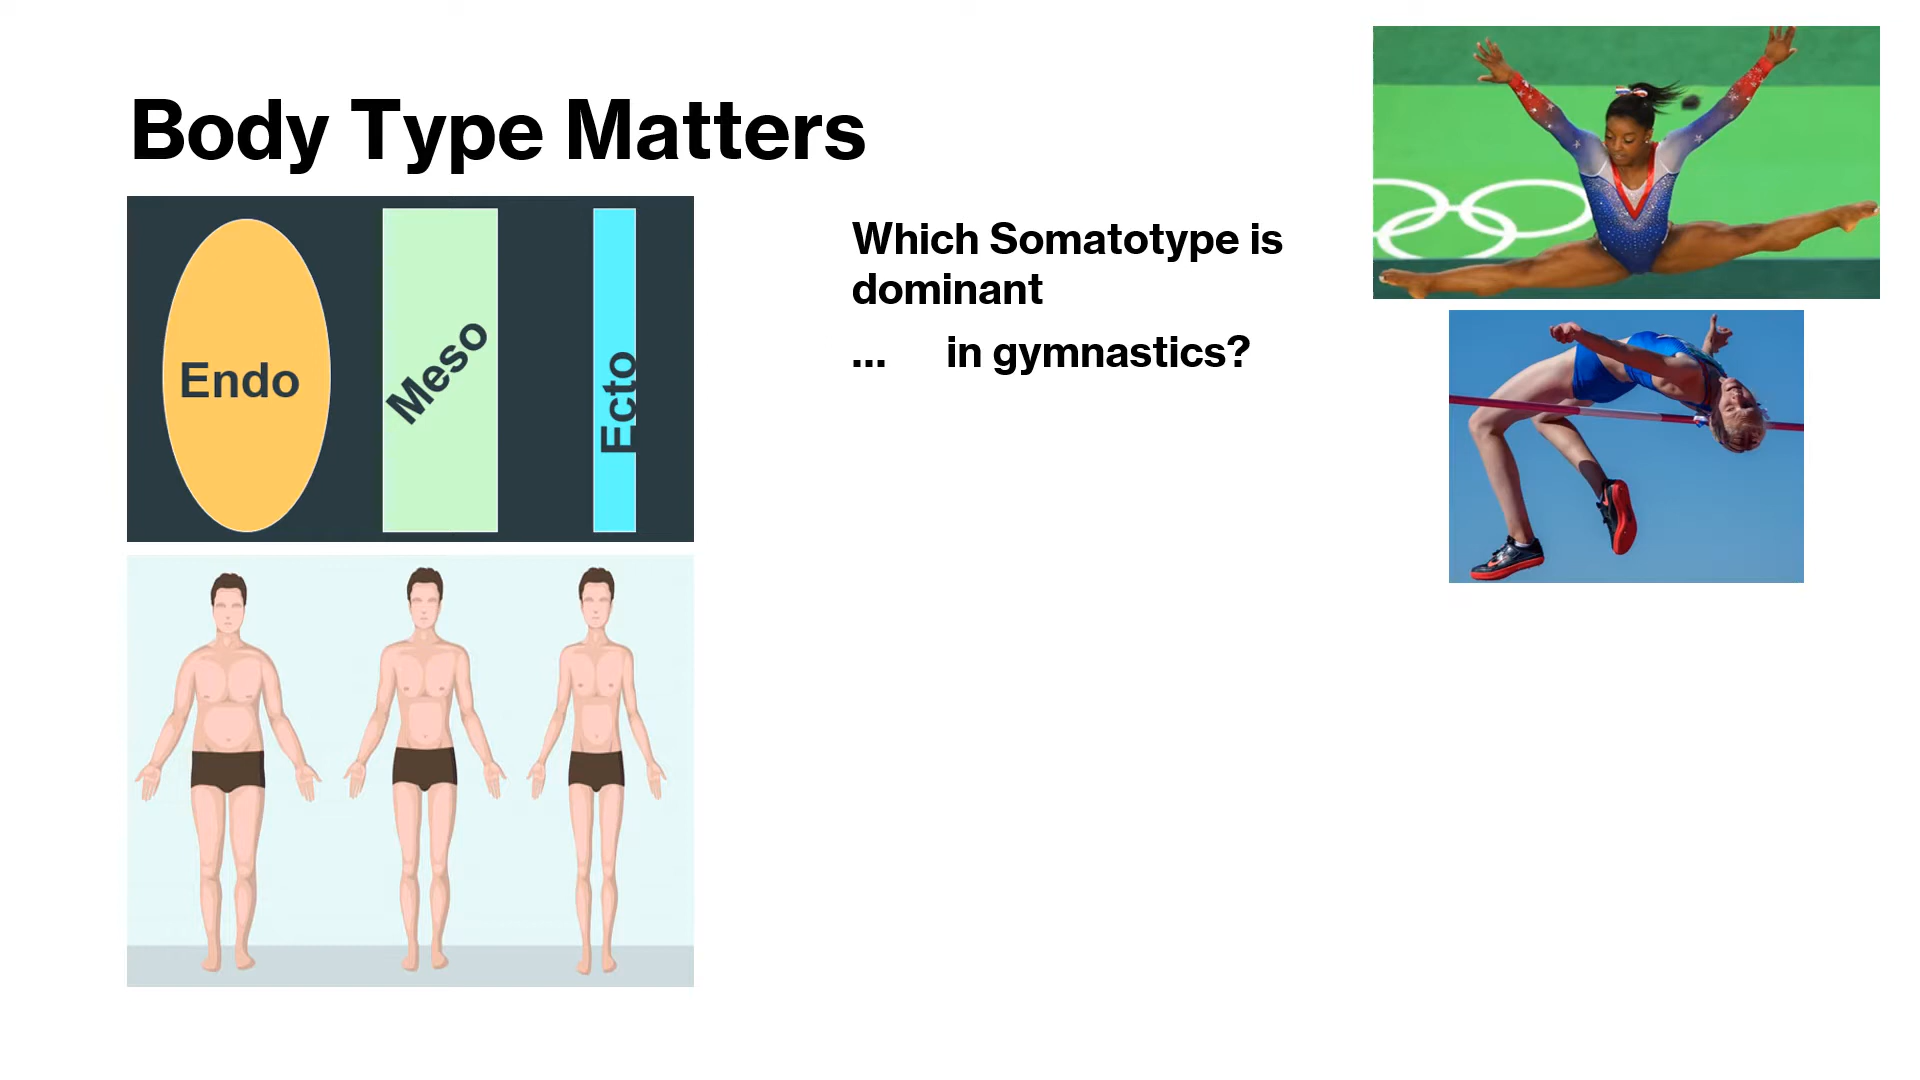 Body Type Matters
Endo
Meso
Ecto
Which Somatotype is
dominant
... in gymnastics?